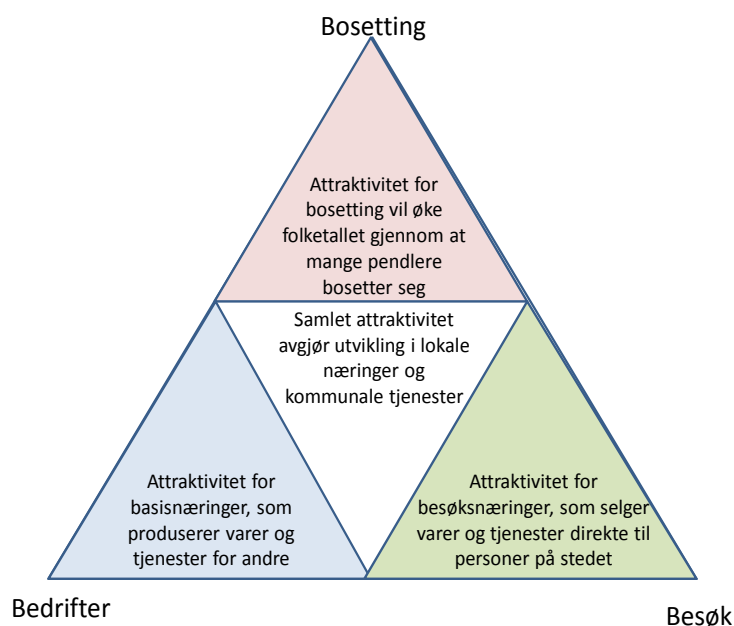 Bosetting
Attraktivitet for
bosetting vil øke
folketallet gjennom at
mange pendlere
bosetter seg
Samlet attraktivitet
avgjør utvikling i lokale
næringer og
kommunale tjenester
Attraktivitet for
basisnæringer, som
produserer varer og
tjenester for andre
Attraktivitet for
besøksnæringer, som selger
varer og tjenester direkte til
personer på stedet
Bedrifter
Besøk